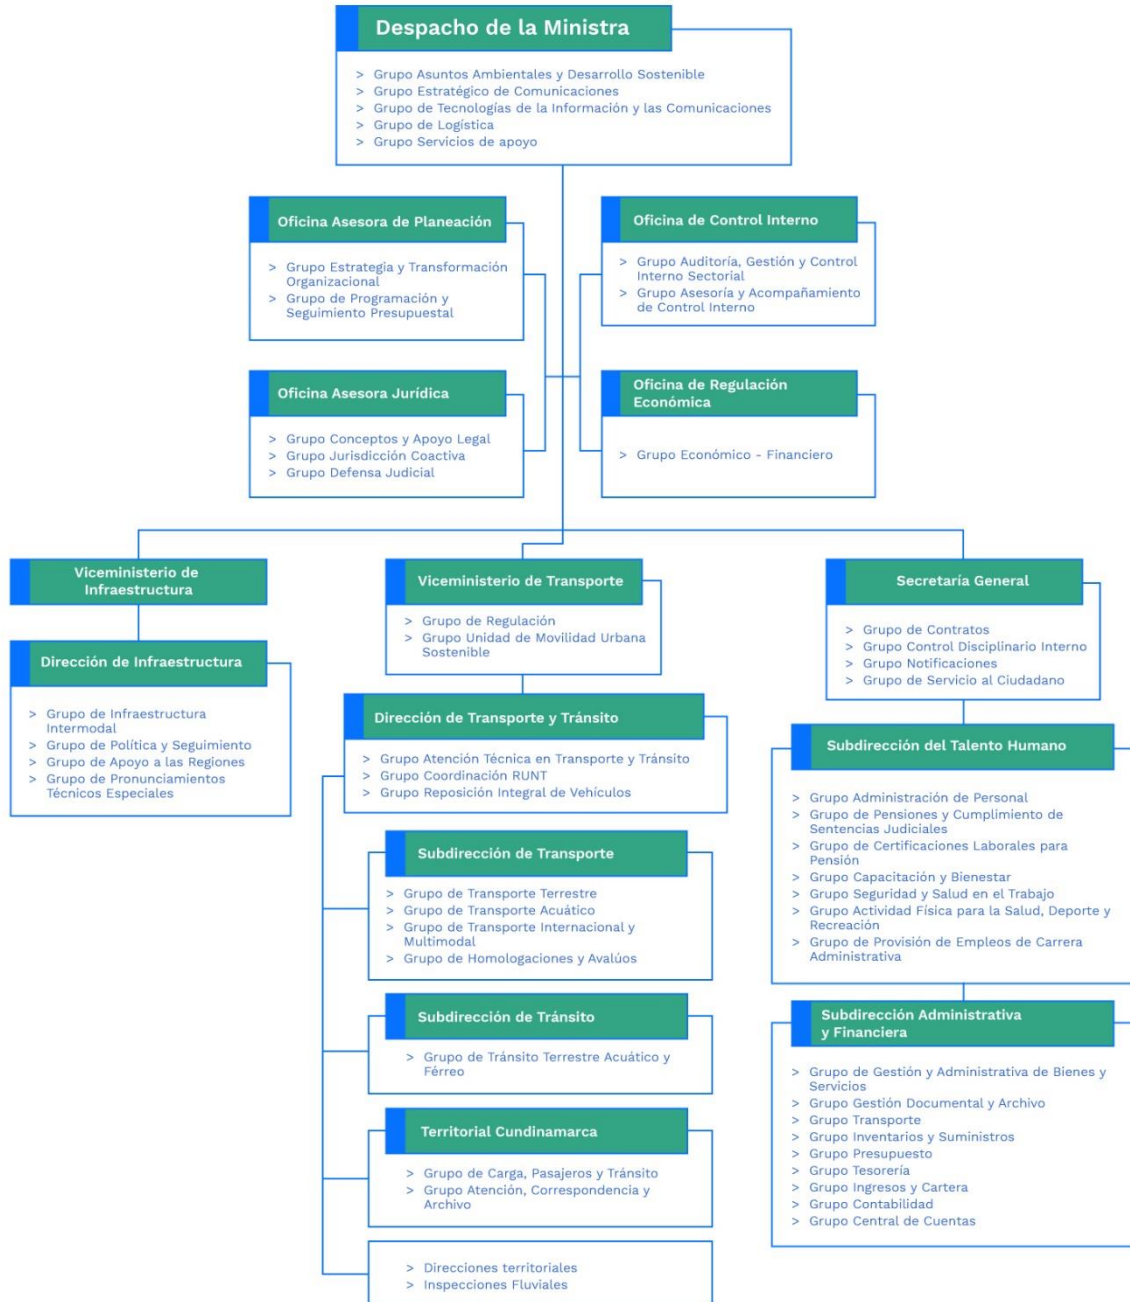 Despacho de la Ministra
> Grupo Asuntos Ambientales y Desarrollo Sostenible
> Grupo Estratégico de Comunicaciones
> Grupo de Tecnologías de la Información y las Comunicaciones
> Grupo de Logística
> Grupo Servicios de apoyo
Oficina Asesora de Planeación
> Grupo Estrategia y Transformación
Organizacional
> Grupo de Programación y
Seguimiento Presupuestal
Oficina de Control Interno
> Grupo Auditoría, Gestión y Control
Interno Sectorial
> Grupo Asesoría y Acompañamiento
de Control Interno
Oficina Asesora Jurídica
> Grupo Conceptos y Apoyo Legal
> Grupo Jurisdicción Coactiva
> Grupo Defensa Judicial
Oficina de Regulación
Económica
> Grupo Económico - Financiero
Viceministerio de
Infraestructura
Dirección de Infraestructura
> Grupo de Infraestructura
Intermodal
> Grupo de Política y Seguimiento
> Grupo de Apoyo a las Regiones
> Grupo de Pronunciamientos
Técnicos Especiales
Viceministerio de Transporte
> Grupo de Regulación
> Grupo Unidad de Movilidad Urbana
Sostenible
Dirección de Transporte y Tránsito
> Grupo Atención Técnica en Transporte y Tránsito
> Grupo Coordinación RUNT
> Grupo Reposición Integral de Vehículos
Subdirección de Transporte
> Grupo de Transporte Terrestre
> Grupo de Transporte Acuático
> Grupo de Transporte Internacional y
Multimodal
> Grupo de Homologaciones y Avalúos
Subdirección de Tránsito
> Grupo de Tránsito Terrestre Acuático y
Férreo
Territorial Cundinamarca
> Grupo de Carga, Pasajeros y Tránsito
> Grupo Atención, Correspondencia y
Archivo
> Direcciones territoriales
> Inspecciones Fluviales
Secretaría General
> Grupo de Contratos
> Grupo Control Disciplinario Interno
> Grupo Notificaciones
> Grupo de Servicio al Ciudadano
Subdirección del Talento Humano
> Grupo Administración de Personal
> Grupo de Pensiones y Cumplimiento de
Sentencias Judiciales
> Grupo de Certificaciones Laborales para
Pensión
> Grupo Capacitación y Bienestar
> Grupo Seguridad y Salud en el Trabajo
> Grupo Actividad Física para la Salud, Deporte y
Recreación
> Grupo de Provisión de Empleos de Carrera
Administrativa
Subdirección Administrativa
y Financiera
> Grupo de Gestión y Administrativa de Bienes y
Servicios
> Grupo Gestión Documental y Archivo
> Grupo Transporte
> Grupo Inventarios y Suministros
> Grupo Presupuesto
> Grupo Tesorería
> Grupo Ingresos y Cartera
> Grupo Contabilidad
> Grupo Central de Cuentas